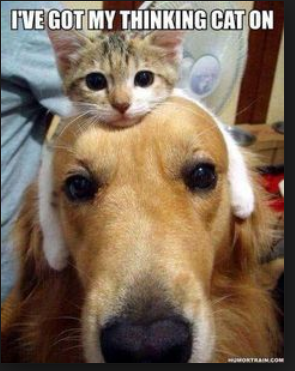 I'VE GOT MY THINKING CAT ON
HUMORTRAIN.COM